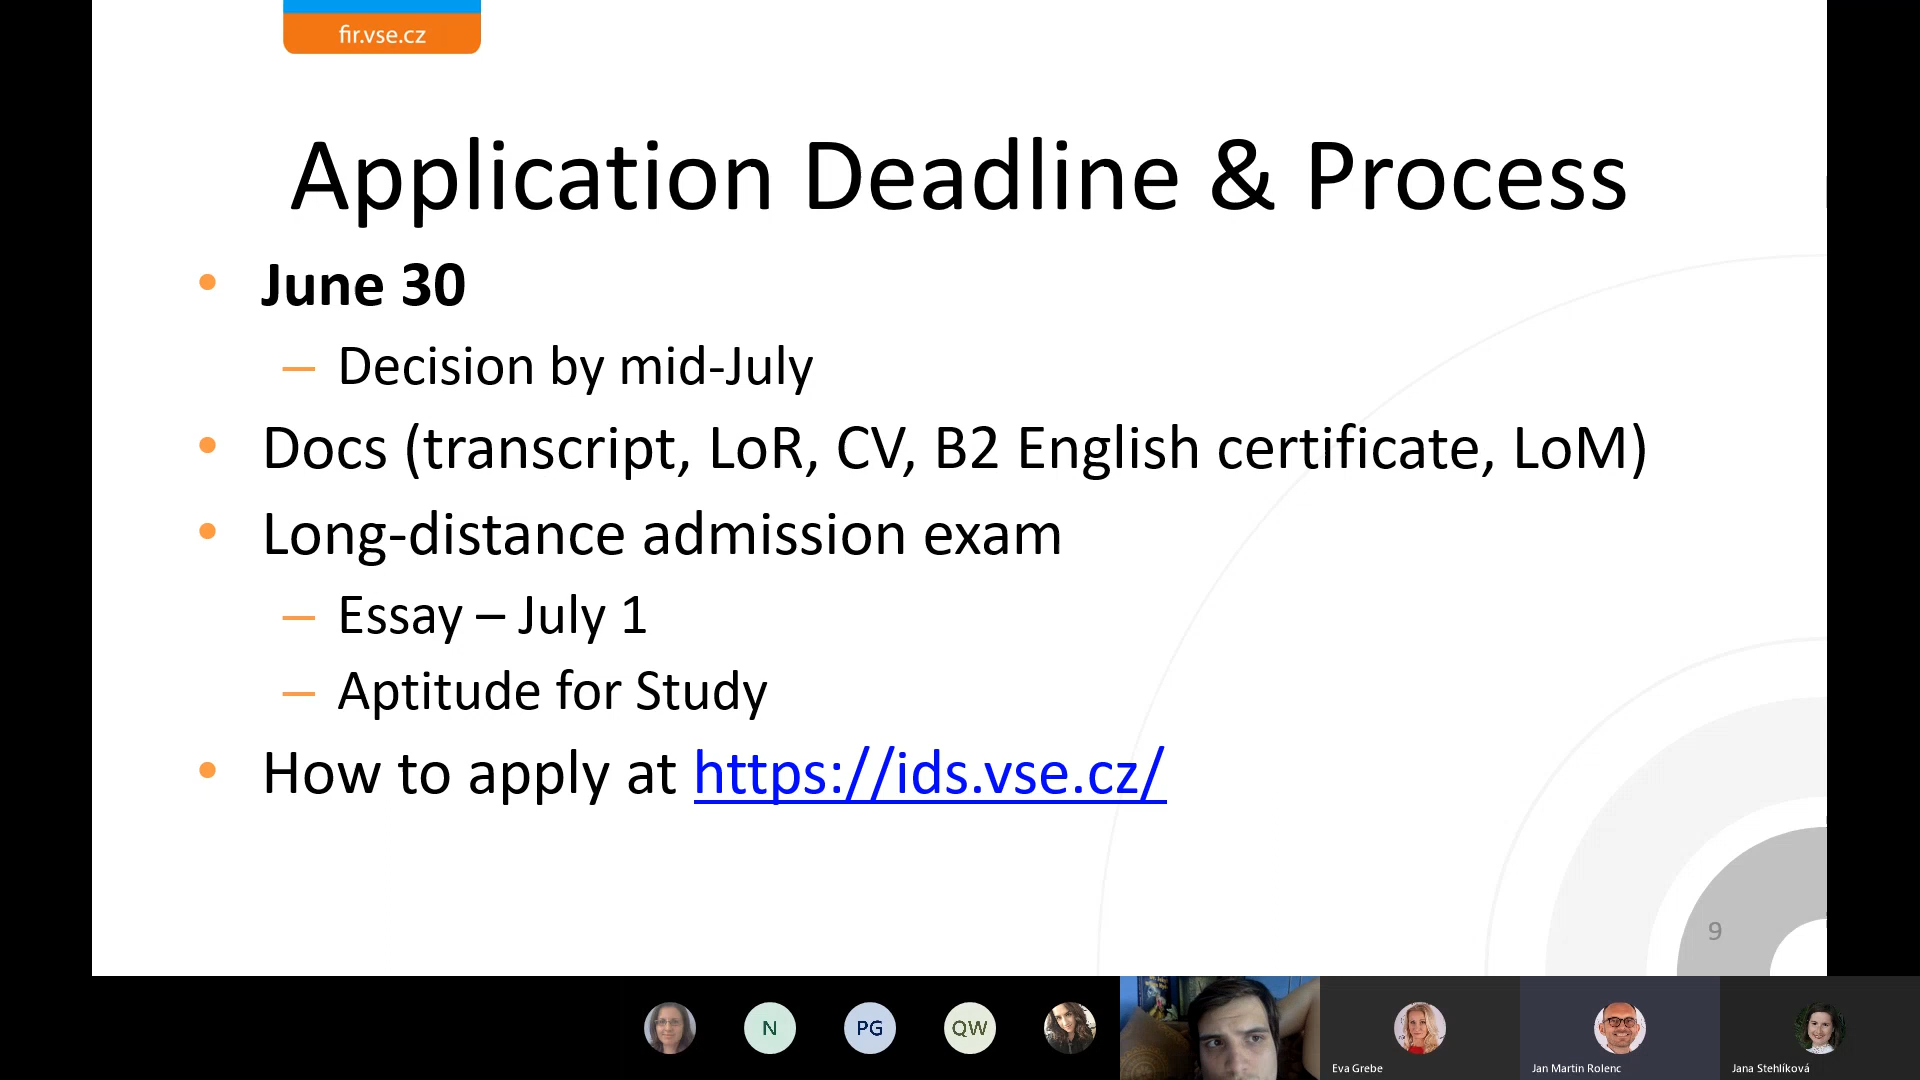 fir.vse.cz
Application Deadline & Process
• June 30
– Decision by mid-July
• Docs (transcript, LoR, CV, B2 English certificate, LoM)
• Long-distance admission exam
– Essay – July 1
– Aptitude for Study
• How to apply at https://ids.vse.cz/
9
N
PG
QW
Eva Grebe
Jan Martin Rolenc
Jana Stehlíková